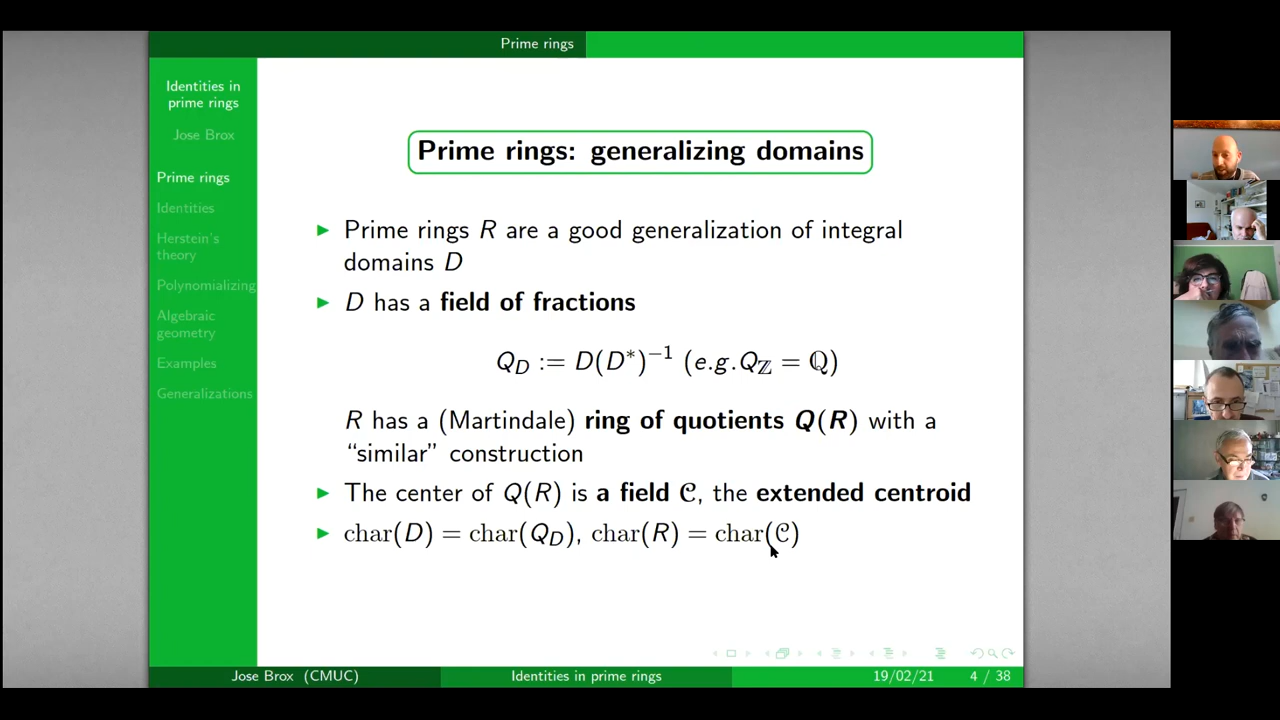 Prime rings
Identities in
prime rings
Jose Brox
Prime rings
Identities
Herstein's
theory
Polynomializing
Algebraic
geometry
Examples
Generalizations
Prime rings: generalizing domains
Prime rings R are a good generalization of integral
domains D
D has a field of fractions
Q_D := D(D*)⁻¹ (e.g. Q_ℤ = ℚ)
R has a (Martindale) ring of quotients Q(R) with a
“similar” construction
The center of Q(R) is a field 𝒞, the extended centroid
char(D) = char(Q_D), char(R) = char(𝒞)
Jose Brox (CMUC) Identities in prime rings 19/02/21 4 / 38